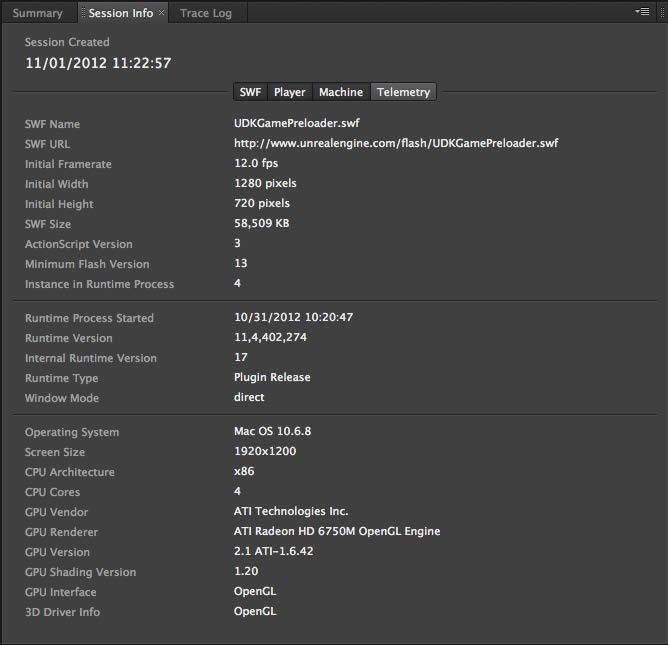 Summary Session Info × Trace Log
Session Created
11/01/2012 11:22:57
SWF Player Machine Telemetry
SWF Name UDKGamePreloader.swf
SWF URL http://www.unrealengine.com/flash/UDKGamePreloader.swf
Initial Framerate 12.0 fps
Initial Width 1280 pixels
Initial Height 720 pixels
SWF Size 58,509 KB
ActionScript Version 3
Minimum Flash Version 13
Instance in Runtime Process 4
Runtime Process Started 10/31/2012 10:20:47
Runtime Version 11,4,402,274
Internal Runtime Version 17
Runtime Type Plugin Release
Window Mode direct
Operating System Mac OS 10.6.8
Screen Size 1920x1200
CPU Architecture x86
CPU Cores 4
GPU Vendor ATI Technologies Inc.
GPU Renderer ATI Radeon HD 6750M OpenGL Engine
GPU Version 2.1 ATI-1.6.42
GPU Shading Version 1.20
GPU Interface OpenGL
3D Driver Info OpenGL